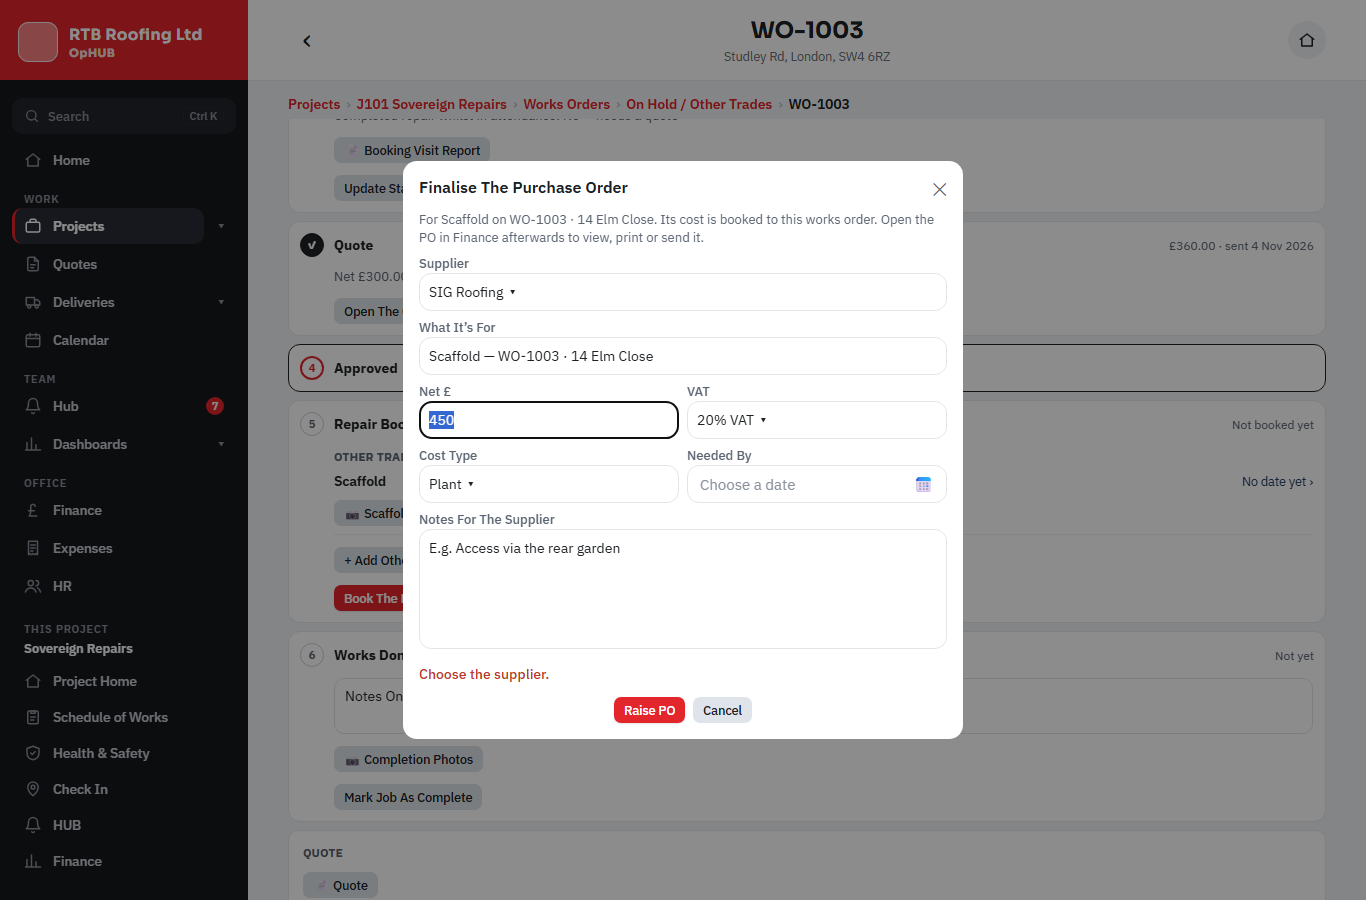 RTB Roofing Ltd
OpHUB
Search Ctrl K
Home
WORK
Projects
Quotes
Deliveries
Calendar
TEAM
Hub 7
Dashboards
OFFICE
Finance
Expenses
HR
THIS PROJECT
Sovereign Repairs
Project Home
Schedule of Works
Health & Safety
Check In
HUB
Finance
WO-1003
Studley Rd, London, SW4 6RZ
Projects › J101 Sovereign Repairs › Works Orders › On Hold / Other Trades › WO-1003
Booking Visit Report
Update Sta
Quote £360.00 · sent 4 Nov 2026
Net £300.0
Open The
4 Approved
5 Repair Boo Not booked yet
OTHER TRA
Scaffold No date yet ›
Scaffol
+ Add Oth
Book The
6 Works Don Not yet
Notes On
Completion Photos
Mark Job As Complete
QUOTE
Quote
Finalise The Purchase Order
For Scaffold on WO-1003 · 14 Elm Close. Its cost is booked to this works order. Open the
PO in Finance afterwards to view, print or send it.
Supplier
SIG Roofing
What It’s For
Scaffold — WO-1003 · 14 Elm Close
Net £ VAT
450 20% VAT
Cost Type Needed By
Plant Choose a date
Notes For The Supplier
E.g. Access via the rear garden
Choose the supplier.
Raise PO Cancel